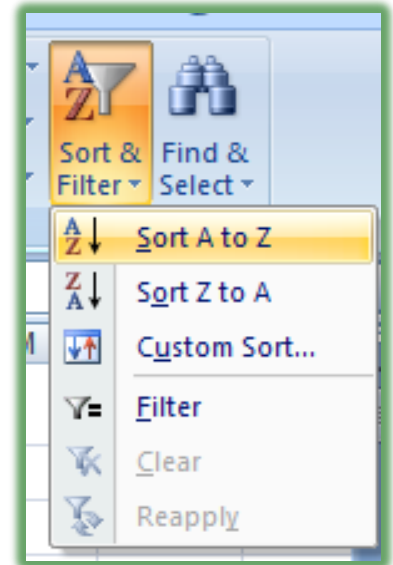 Sort & Find &
Filter Select
Sort A to Z
Sort Z to A
Custom Sort...
Filter
Clear
Reapply